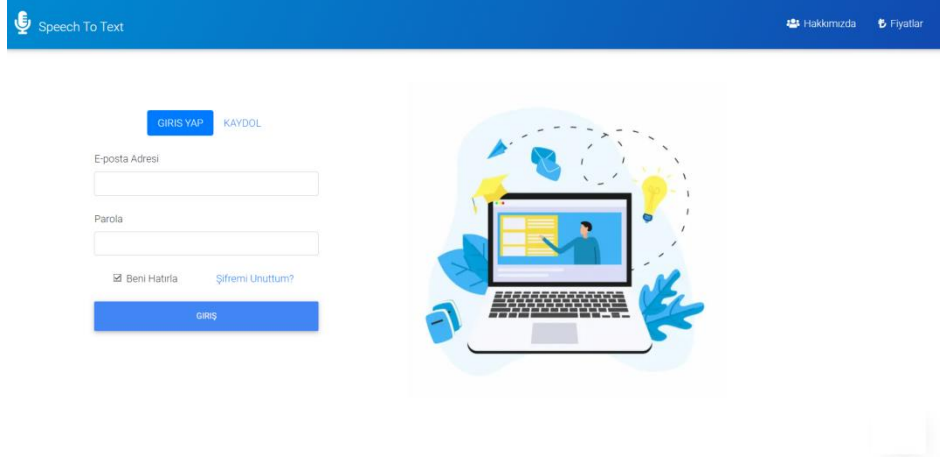 Speech To Text
Hakkımızda
Fiyatlar
GIRIS YAP
KAYDOL
E-posta Adresi
Parola
Beni Hatırla
Şifremi Unuttum?
GIRIŞ